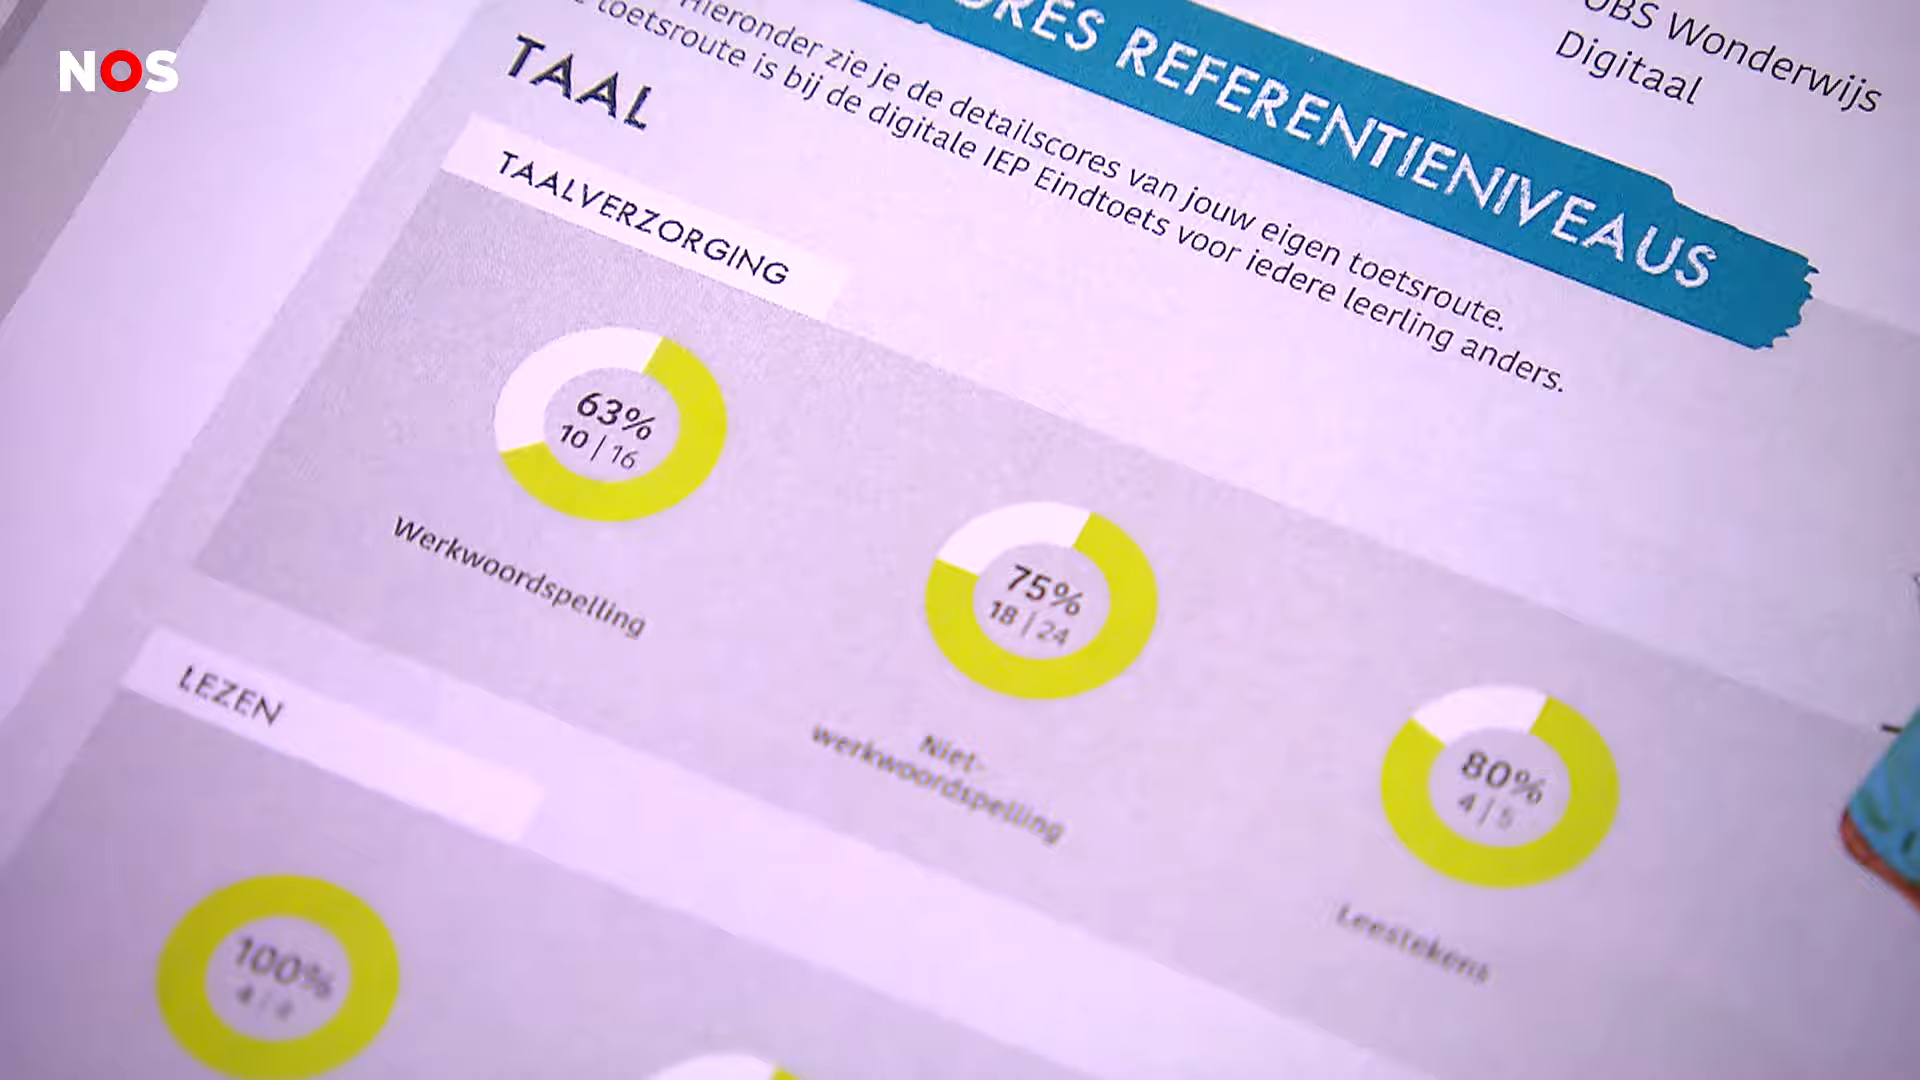 NOS
OBS Wonderwijs
Digitaal
REFERENTIENIVEAUS
Hieronder zie je de detailscores van jouw eigen toetsroute.
toetsroute is bij de digitale IEP Eindtoets voor iedere leerling anders.
TAAL
TAALVERZORGING
63%
10 | 16
Werkwoordspelling
75%
18 | 24
Niet-
werkwoordspelling
80%
4 | 5
Leestekens
LEZEN
100%